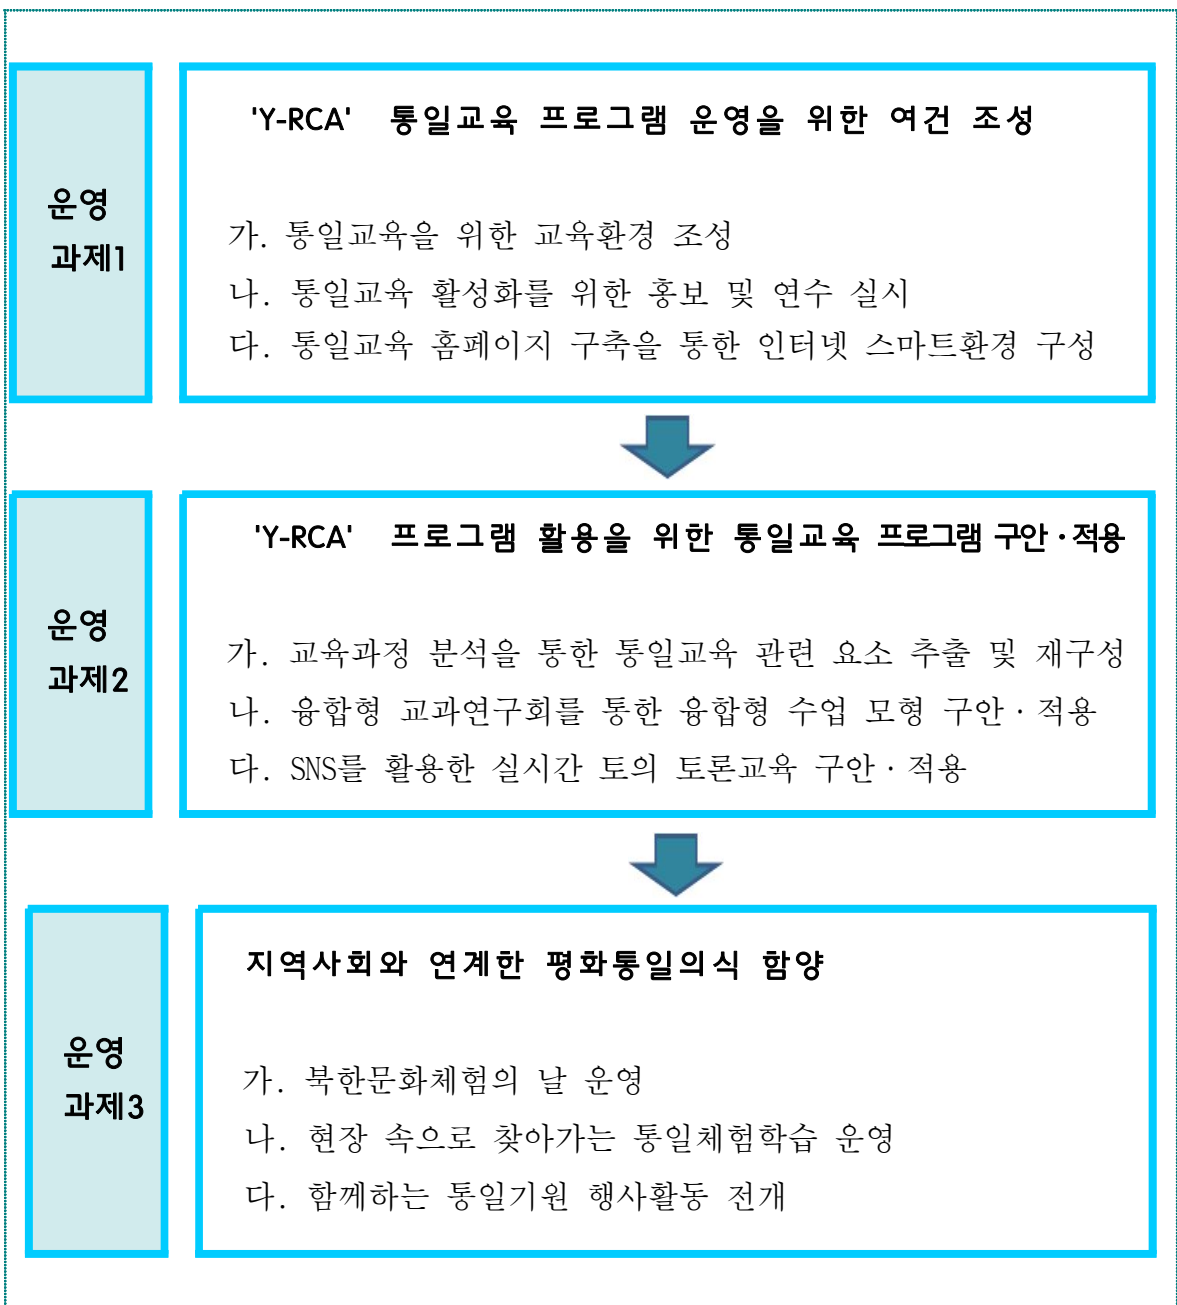 운영
과제1
'Y-RCA' 통일교육 프로그램 운영을 위한 여건 조성
가. 통일교육을 위한 교육환경 조성
나. 통일교육 활성화를 위한 홍보 및 연수 실시
다. 통일교육 홈페이지 구축을 통한 인터넷 스마트환경 구성
운영
과제2
'Y-RCA' 프로그램 활용을 위한 통일교육 프로그램 구안·적용
가. 교육과정 분석을 통한 통일교육 관련 요소 추출 및 재구성
나. 융합형 교과연구회를 통한 융합형 수업 모형 구안·적용
다. SNS를 활용한 실시간 토의 토론교육 구안·적용
운영
과제3
지역사회와 연계한 평화통일의식 함양
가. 북한문화체험의 날 운영
나. 현장 속으로 찾아가는 통일체험학습 운영
다. 함께하는 통일기원 행사활동 전개